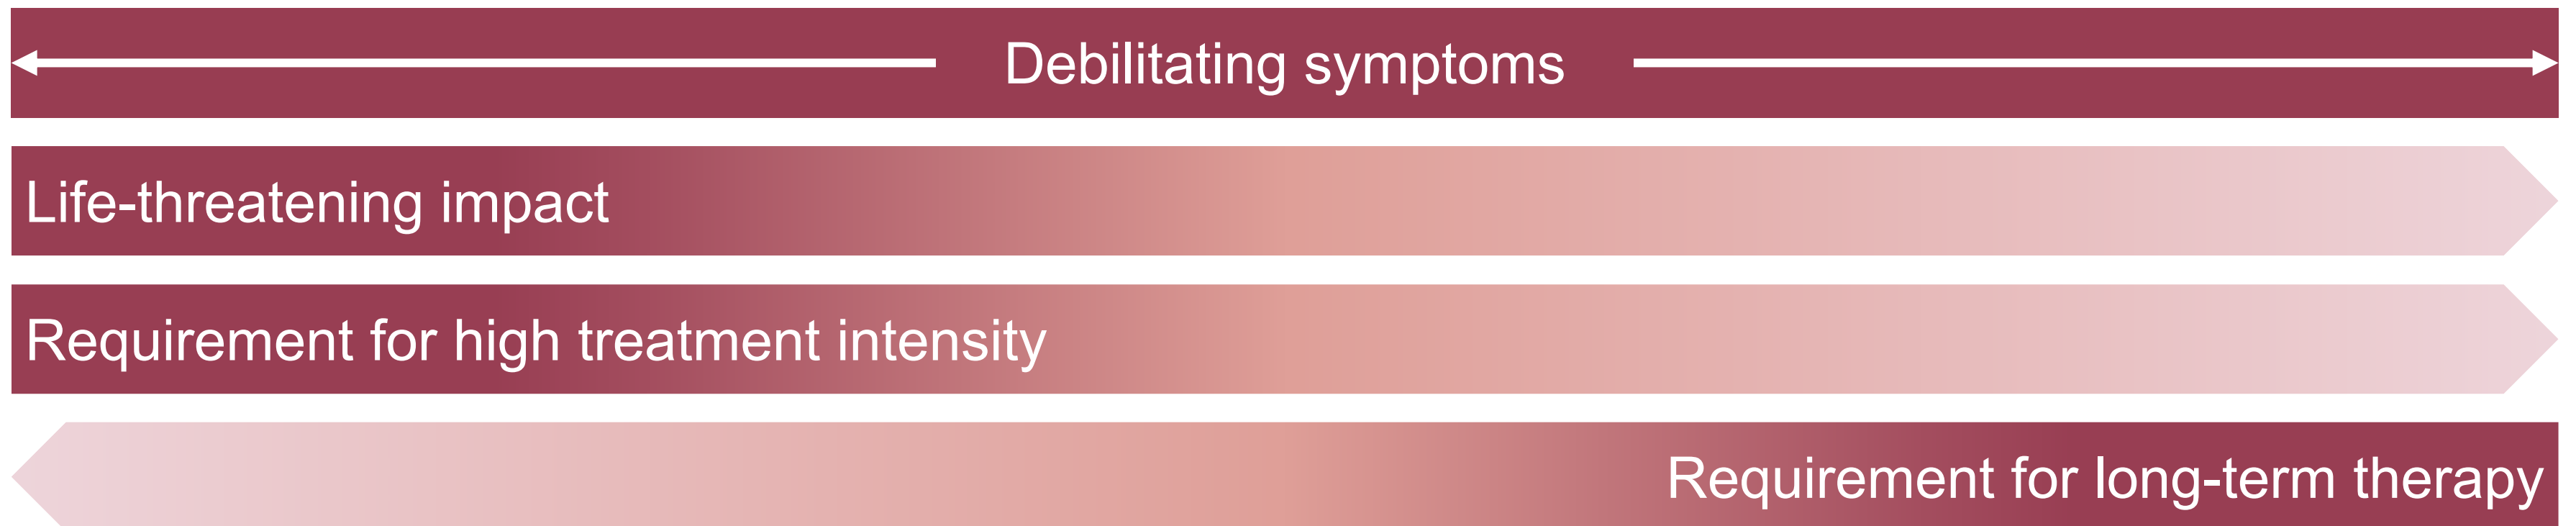 Debilitating symptoms
Life-threatening impact
Requirement for high treatment intensity
Requirement for long-term therapy